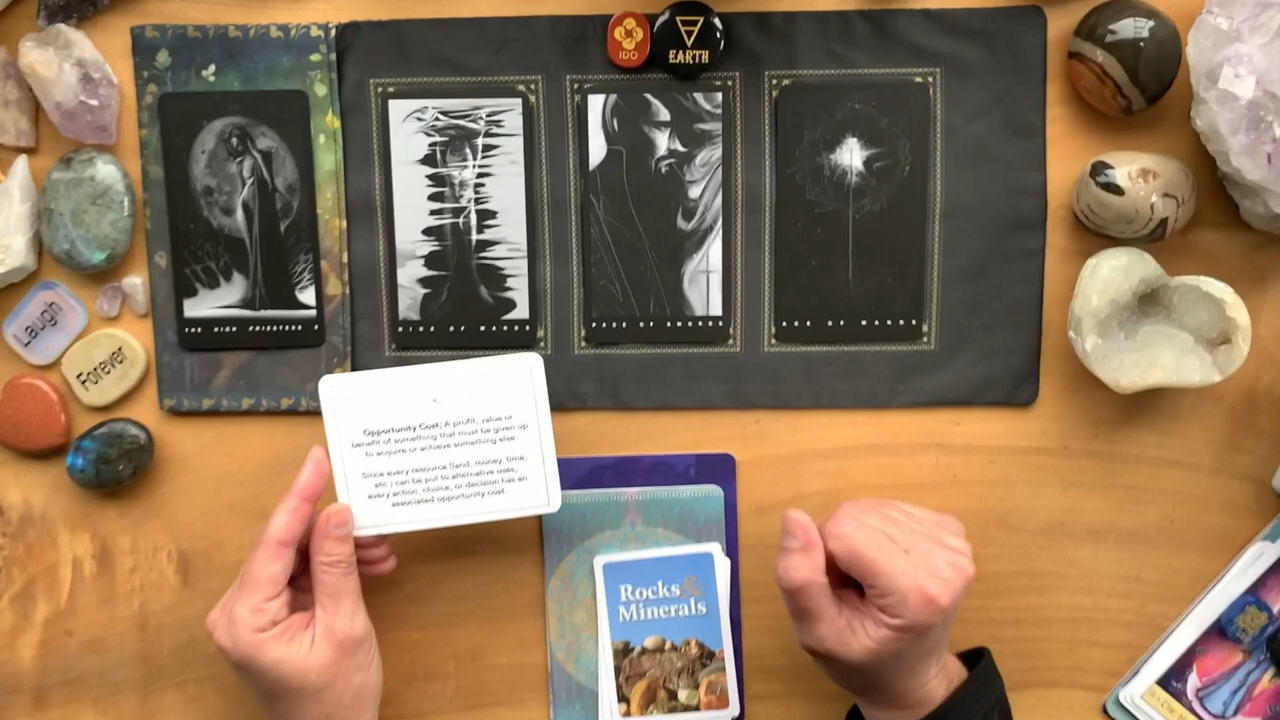 IDO
EARTH
THE HIGH PRIESTESS
NINE OF WANDS
PAGE OF SWORDS
ACE OF WANDS
Laugh
Forever
Opportunity Cost; A profit, value or
benefit of something that must be given up
to acquire or achieve something else
Since every resource (land, money, time,
etc.) can be put to alternative uses,
every action, choice, or decision has an
associated opportunity cost.
Rocks &
Minerals